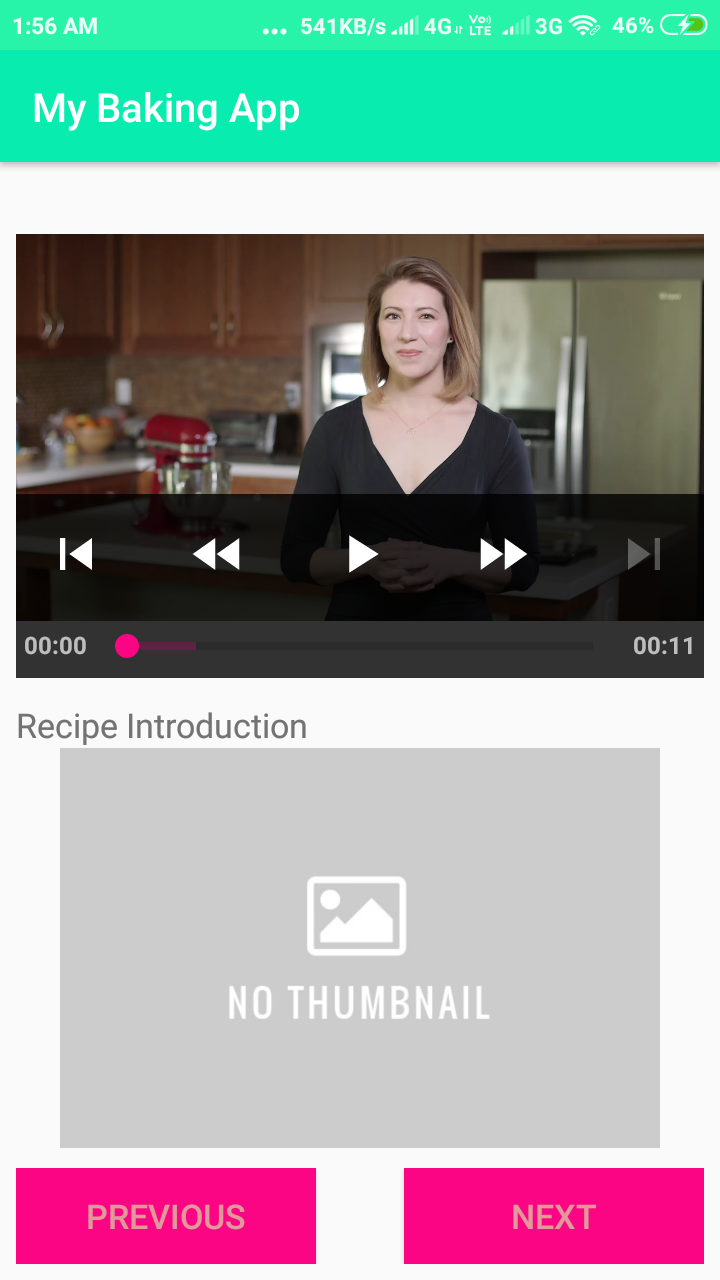 1:56 AM ... 541KB/s 4G Vo)) LTE 3G 46%
My Baking App
00:00 00:11
Recipe Introduction
NO THUMBNAIL
PREVIOUS NEXT